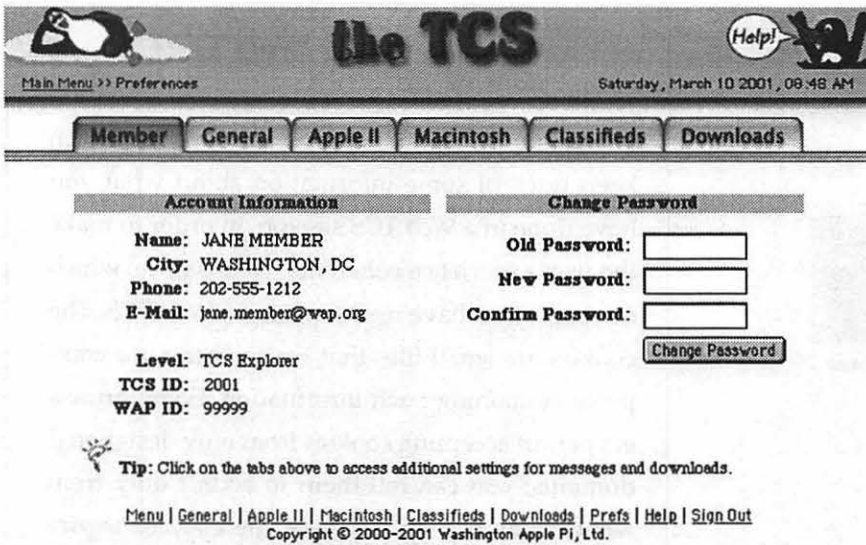 the TCS
Help!
Main Menu >> Preferences
Saturday, March 10 2001, 08:48 AM
Member General Apple II Macintosh Classifieds Downloads
Account Information
Name: JANE MEMBER
City: WASHINGTON, DC
Phone: 202-555-1212
E-Mail: jane.member@wap.org
Level: TCS Explorer
TCS ID: 2001
WAP ID: 99999
Change Password
Old Password:
New Password:
Confirm Password:
Change Password
Tip: Click on the tabs above to access additional settings for messages and downloads.
Menu | General | Apple II | Macintosh | Classifieds | Downloads | Prefs | Help | Sign Out
Copyright © 2000-2001 Washington Apple Pi, Ltd.